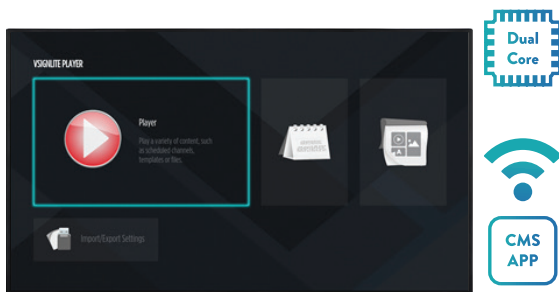 VSIGNLITE PLAYER
Player
Play a variety of content, such
as scheduled channels,
templates or files.
Import/Export Settings
Dual
Core
CMS
APP